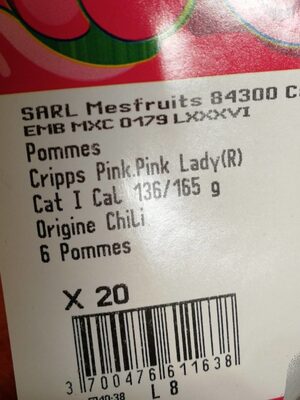 SARL Mesfruits 84300 C
EMB MXC 0179 LXXXVI
Pommes
Cripps Pink.Pink Lady(R)
Cat I Cal 136/165 g
Origine Chili
6 Pommes
X 20
3 700476 611638
L 8